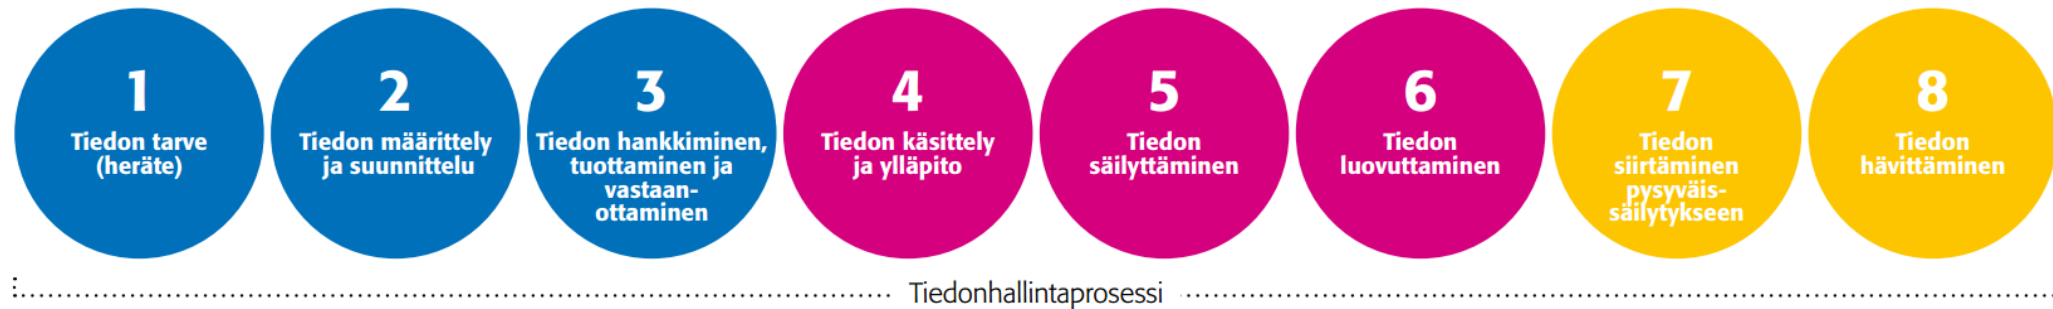 1
Tiedon tarve
(heräte)
2
Tiedon määrittely
ja suunnittelu
3
Tiedon hankkiminen,
tuottaminen ja
vastaan-
ottaminen
4
Tiedon käsittely
ja ylläpito
5
Tiedon
säilyttäminen
6
Tiedon
luovuttaminen
7
Tiedon
siirtäminen
pysyväis-
säilytykseen
8
Tiedon
hävittäminen
Tiedonhallintaprosessi